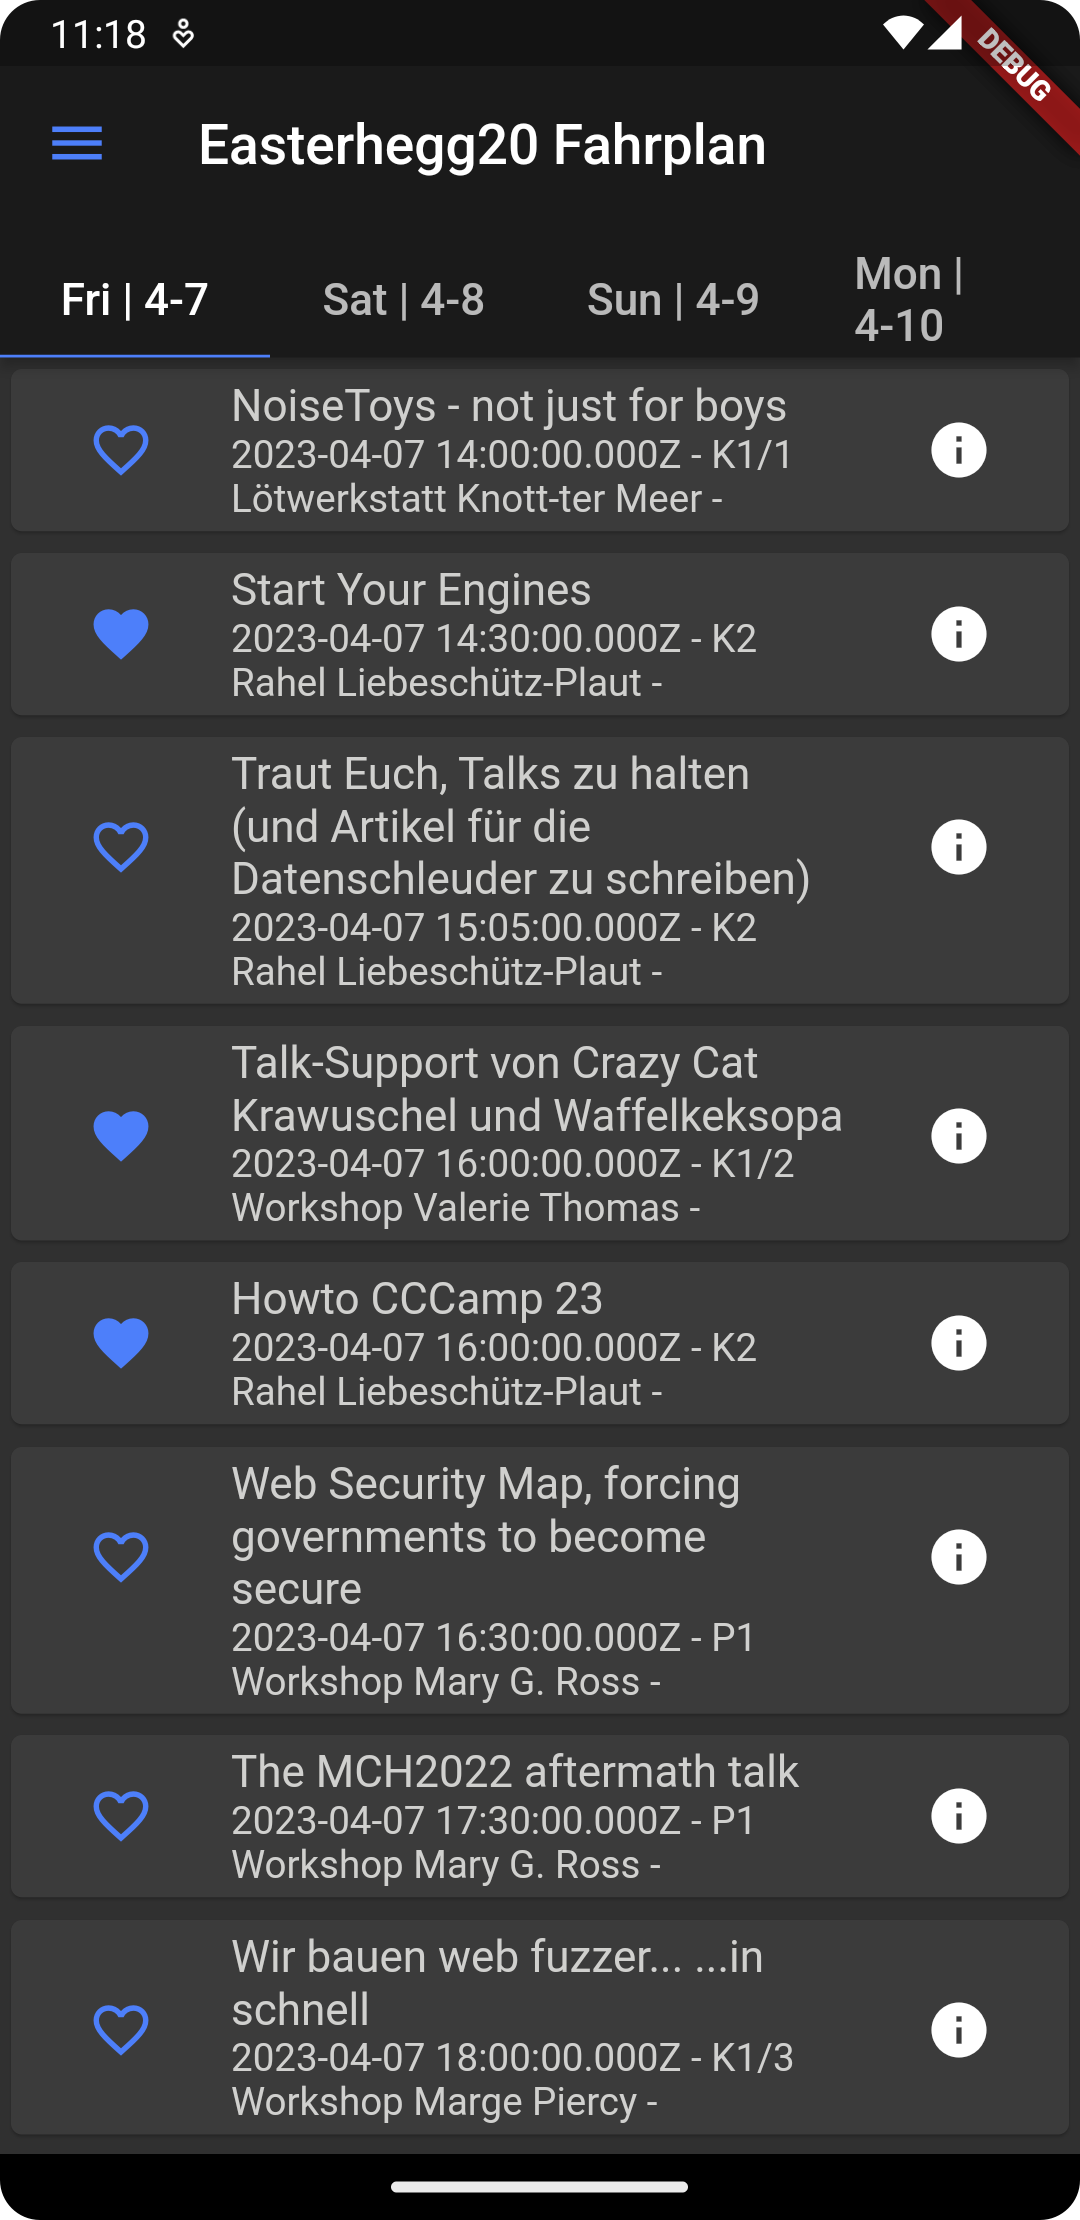 11:18
DEBUG
Easterhegg20 Fahrplan
Fri | 4-7
Sat | 4-8
Sun | 4-9
Mon |
4-10
NoiseToys - not just for boys
2023-04-07 14:00:00.000Z - K1/1
Lötwerkstatt Knott-ter Meer -
Start Your Engines
2023-04-07 14:30:00.000Z - K2
Rahel Liebeschütz-Plaut -
Traut Euch, Talks zu halten
(und Artikel für die
Datenschleuder zu schreiben)
2023-04-07 15:05:00.000Z - K2
Rahel Liebeschütz-Plaut -
Talk-Support von Crazy Cat
Krawuschel und Waffelkeksopa
2023-04-07 16:00:00.000Z - K1/2
Workshop Valerie Thomas -
Howto CCCamp 23
2023-04-07 16:00:00.000Z - K2
Rahel Liebeschütz-Plaut -
Web Security Map, forcing
governments to become
secure
2023-04-07 16:30:00.000Z - P1
Workshop Mary G. Ross -
The MCH2022 aftermath talk
2023-04-07 17:30:00.000Z - P1
Workshop Mary G. Ross -
Wir bauen web fuzzer... ...in
schnell
2023-04-07 18:00:00.000Z - K1/3
Workshop Marge Piercy -